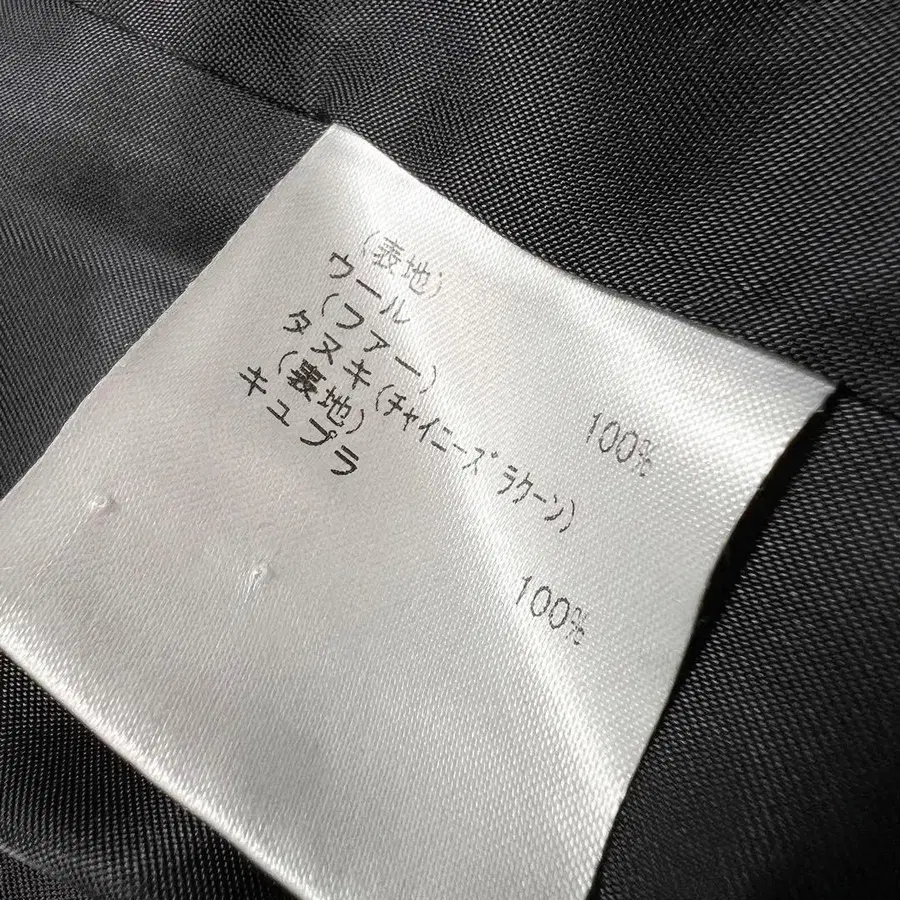 (表地)
ウール 100%
(ファー)
タヌキ(ﾁｬｲﾆｰｽﾞﾗｸｰﾝ)
(裏地)
キュプラ 100%